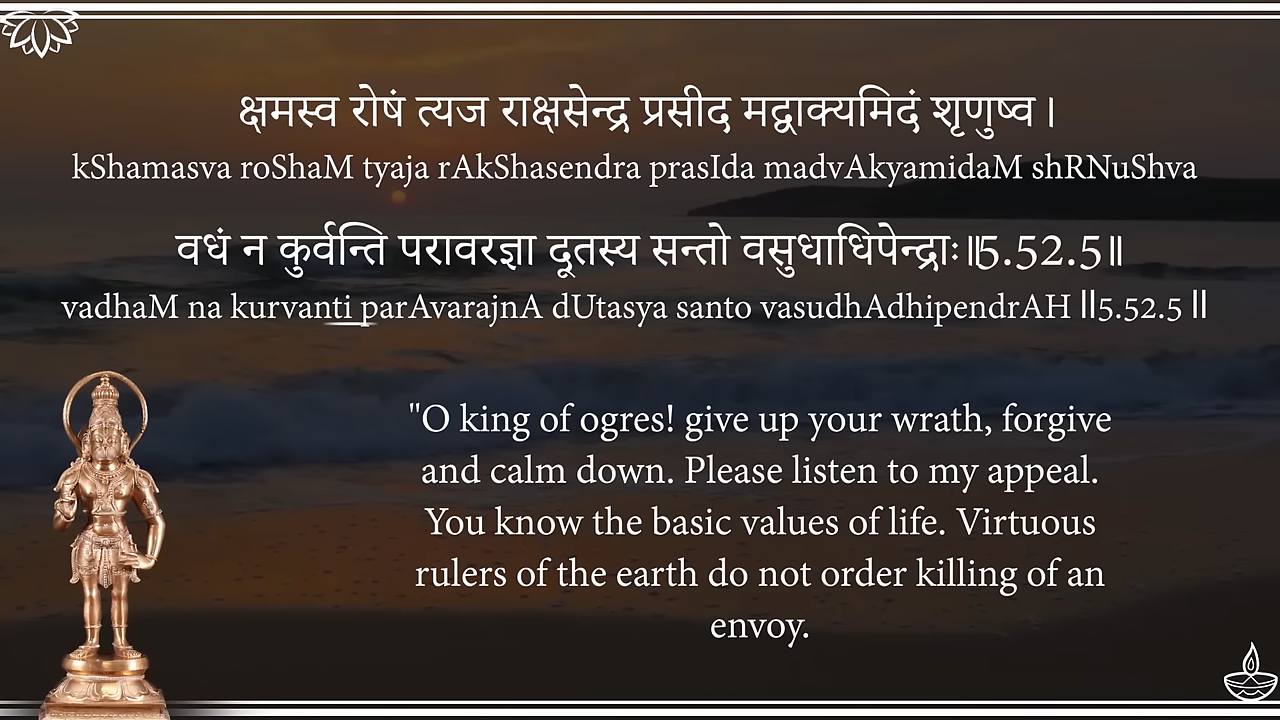 क्षमस्व रोषं त्यज राक्षसेन्द्र प्रसीद मद्वाक्यमिदं शृणुष्व।
kShamasva roShaM tyaja rAkShasendra prasIda madvAkyamidaM shRNuShva
वधं न कुर्वन्ति परावरज्ञा दूतस्य सन्तो वसुधाधिपेन्द्राः॥5.52.5॥
vadhaM na kurvanti parAvarajnA dUtasya santo vasudhAdhipendrAH ||5.52.5 ||
"O king of ogres! give up your wrath, forgive
and calm down. Please listen to my appeal.
You know the basic values of life. Virtuous
rulers of the earth do not order killing of an
envoy.